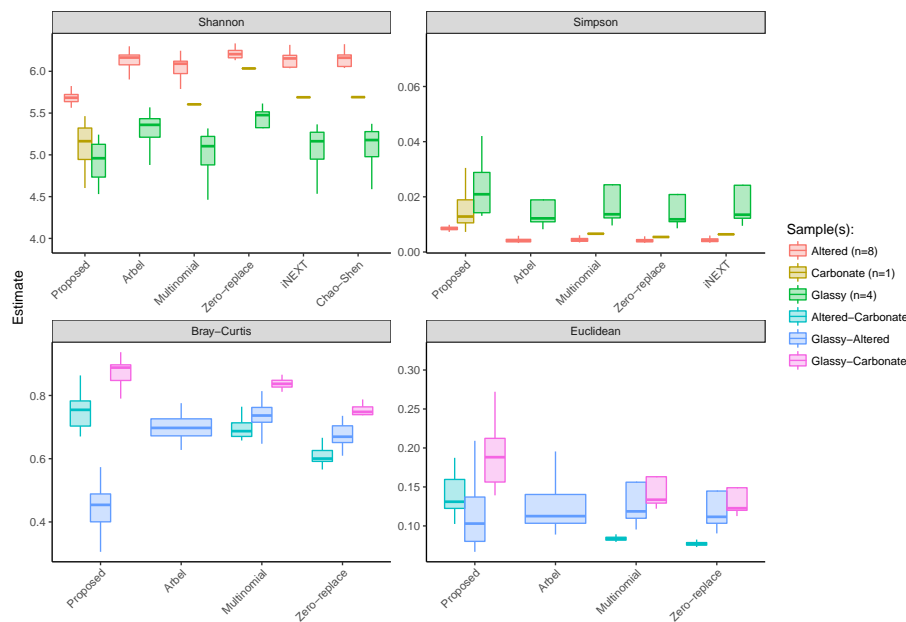 Shannon
Simpson
Estimate
6.0
5.5
5.0
4.5
4.0
0.08
0.06
0.04
0.02
0.00
Proposed
Arbel
Multinomial
Zero−replace
iNEXT
Chao−Shen
Proposed
Arbel
Multinomial
Zero−replace
iNEXT
Bray−Curtis
Euclidean
0.8
0.6
0.4
0.30
0.25
0.20
0.15
0.10
Proposed
Arbel
Multinomial
Zero−replace
Proposed
Arbel
Multinomial
Zero−replace
Sample(s):
Altered (n=8)
Carbonate (n=1)
Glassy (n=4)
Altered−Carbonate
Glassy−Altered
Glassy−Carbonate